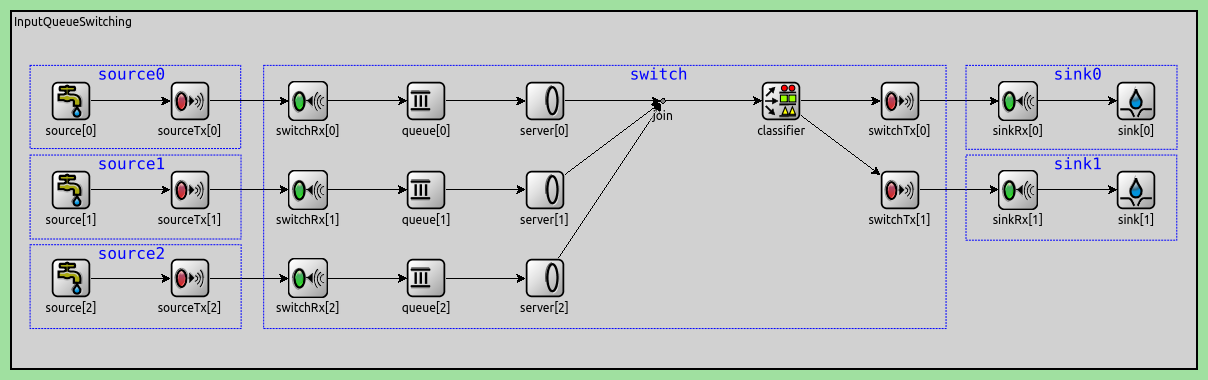 InputQueueSwitching
source0
switch
sink0
source[0]
sourceTx[0]
switchRx[0]
queue[0]
server[0]
join
classifier
switchTx[0]
sinkRx[0]
sink[0]
source1
sink1
source[1]
sourceTx[1]
switchRx[1]
queue[1]
server[1]
switchTx[1]
sinkRx[1]
sink[1]
source2
source[2]
sourceTx[2]
switchRx[2]
queue[2]
server[2]